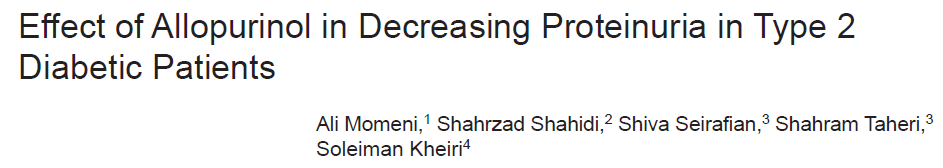 Effect of Allopurinol in Decreasing Proteinuria in Type 2
Diabetic Patients
Ali Momeni,¹ Shahrzad Shahidi,² Shiva Seirafian,³ Shahram Taheri,³
Soleiman Kheiri⁴